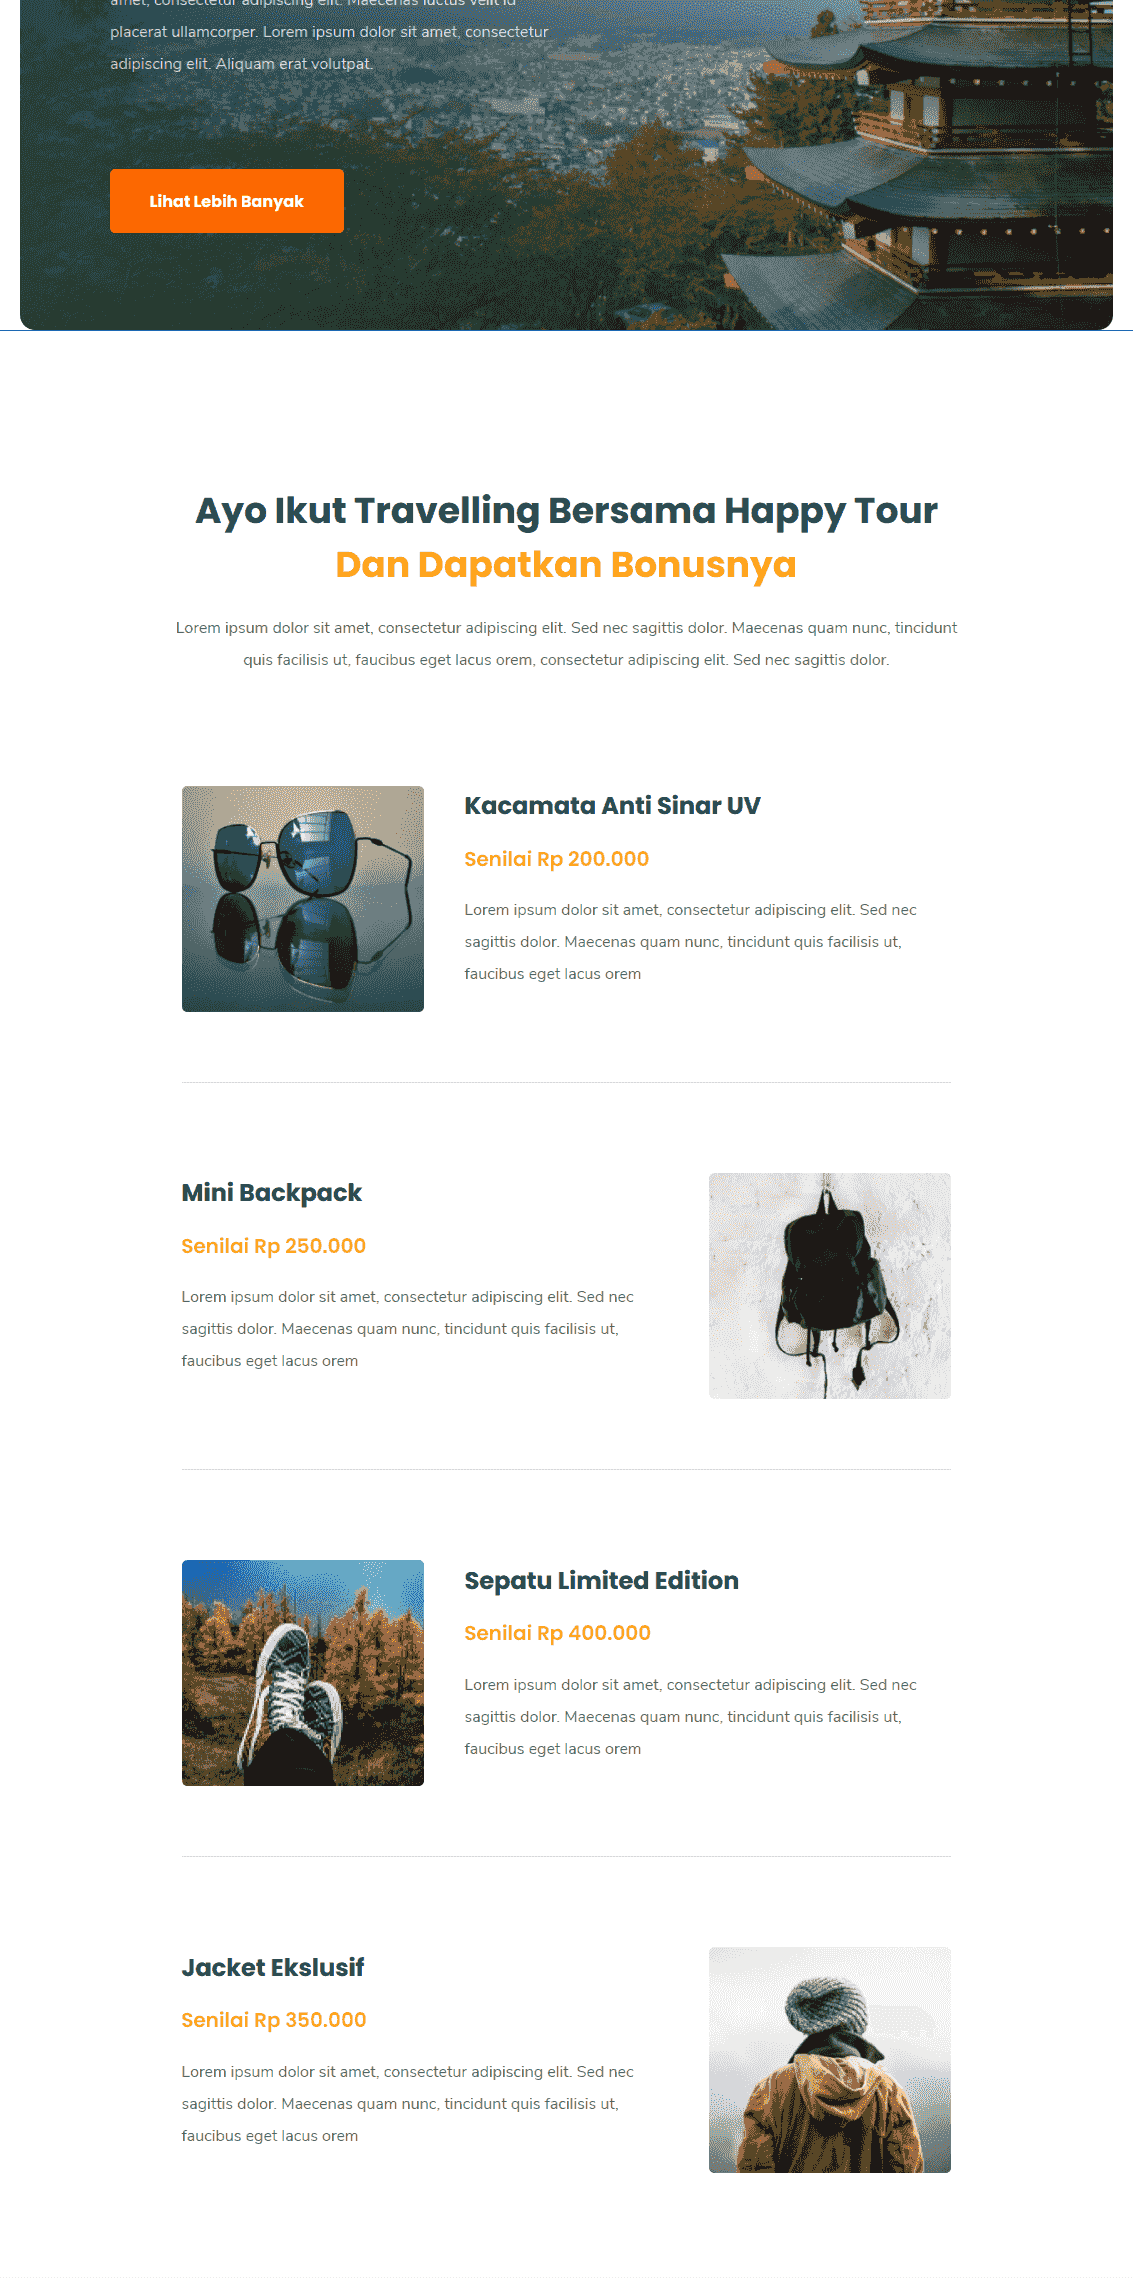 amet, consectetur adipiscing elit. Maecenas luctus velit id
placerat ullamcorper. Lorem ipsum dolor sit amet, consectetur
adipiscing elit. Aliquam erat volutpat.
Lihat Lebih Banyak
Ayo Ikut Travelling Bersama Happy Tour
Dan Dapatkan Bonusnya
Lorem ipsum dolor sit amet, consectetur adipiscing elit. Sed nec sagittis dolor. Maecenas quam nunc, tincidunt
quis facilisis ut, faucibus eget lacus orem, consectetur adipiscing elit. Sed nec sagittis dolor.
Kacamata Anti Sinar UV
Senilai Rp 200.000
Lorem ipsum dolor sit amet, consectetur adipiscing elit. Sed nec
sagittis dolor. Maecenas quam nunc, tincidunt quis facilisis ut,
faucibus eget lacus orem
Mini Backpack
Senilai Rp 250.000
Lorem ipsum dolor sit amet, consectetur adipiscing elit. Sed nec
sagittis dolor. Maecenas quam nunc, tincidunt quis facilisis ut,
faucibus eget lacus orem
Sepatu Limited Edition
Senilai Rp 400.000
Lorem ipsum dolor sit amet, consectetur adipiscing elit. Sed nec
sagittis dolor. Maecenas quam nunc, tincidunt quis facilisis ut,
faucibus eget lacus orem
Jacket Ekslusif
Senilai Rp 350.000
Lorem ipsum dolor sit amet, consectetur adipiscing elit. Sed nec
sagittis dolor. Maecenas quam nunc, tincidunt quis facilisis ut,
faucibus eget lacus orem